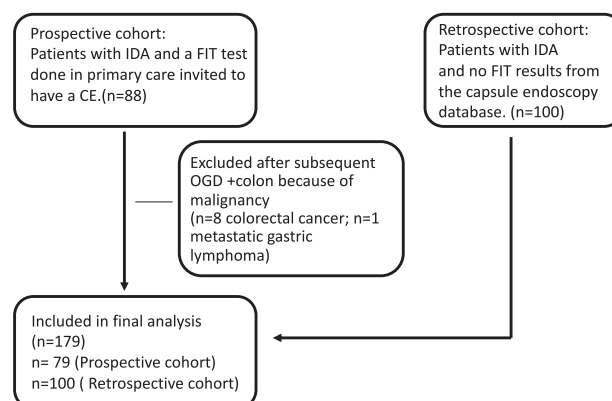 Prospective cohort:
Patients with IDA and a FIT test
done in primary care invited to
have a CE.(n=88)
Retrospective cohort:
Patients with IDA
and no FIT results from
the capsule endoscopy
database. (n=100)
Excluded after subsequent
OGD +colon because of
malignancy
(n=8 colorectal cancer; n=1
metastatic gastric
lymphoma)
Included in final analysis
(n=179)
n= 79 (Prospective cohort)
n=100 ( Retrospective cohort)